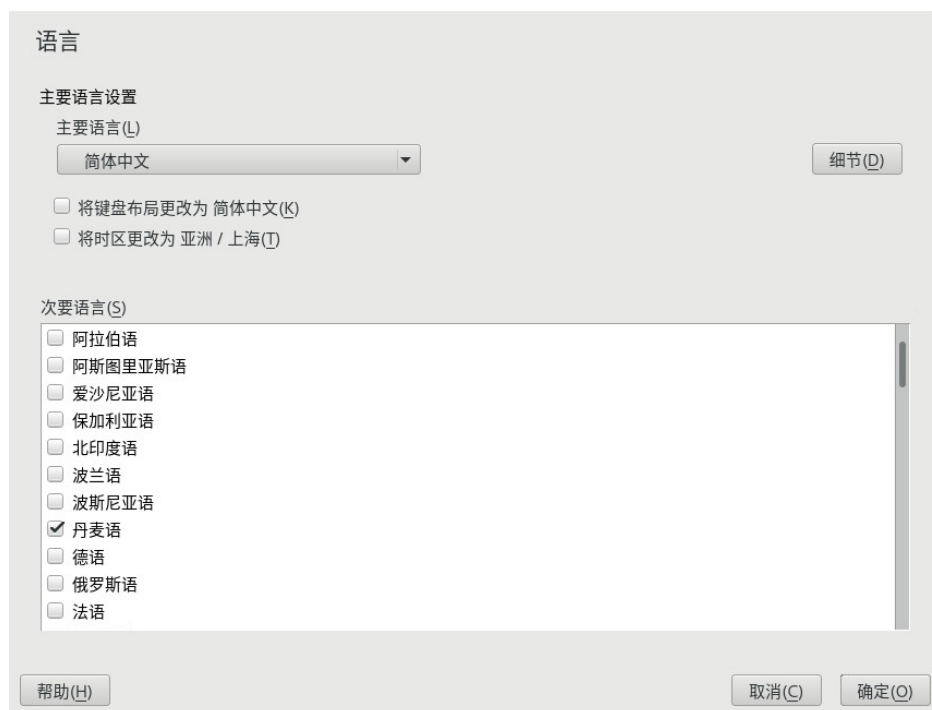 语言
主要语言设置
主要语言(L)
简体中文
细节(D)
将键盘布局更改为 简体中文(K)
将时区更改为 亚洲 / 上海(T)
次要语言(S)
阿拉伯语
阿斯图里亚斯语
爱沙尼亚语
保加利亚语
北印度语
波兰语
波斯尼亚语
丹麦语
德语
俄罗斯语
法语
帮助(H)
取消(C)
确定(O)